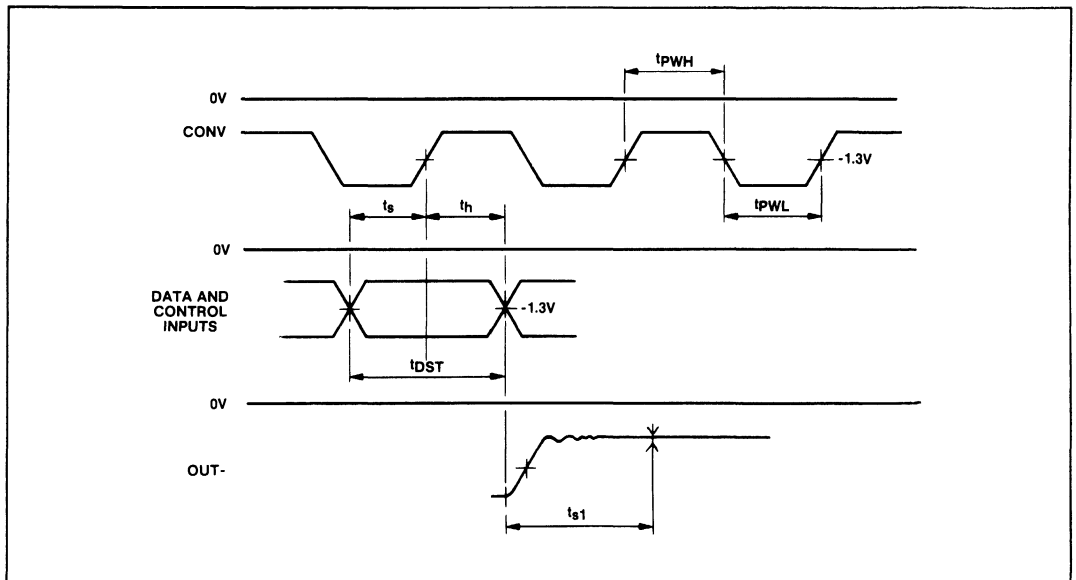 tPWH
0V
CONV
-1.3V
ts
th
tPWL
0V
DATA AND
CONTROL
INPUTS
-1.3V
tDST
0V
OUT-
ts1